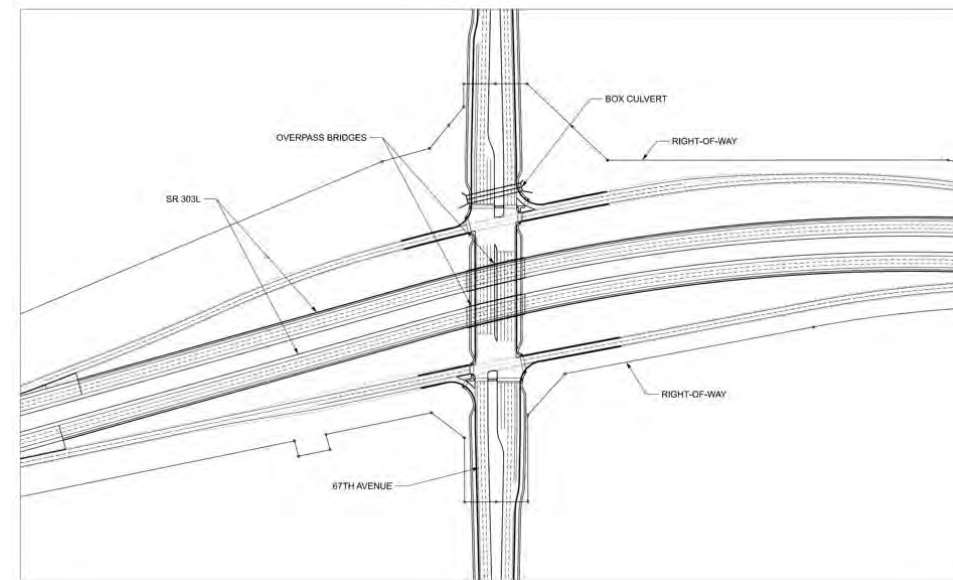 BOX CULVERT
OVERPASS BRIDGES
RIGHT-OF-WAY
SR 303L
RIGHT-OF-WAY
67TH AVENUE